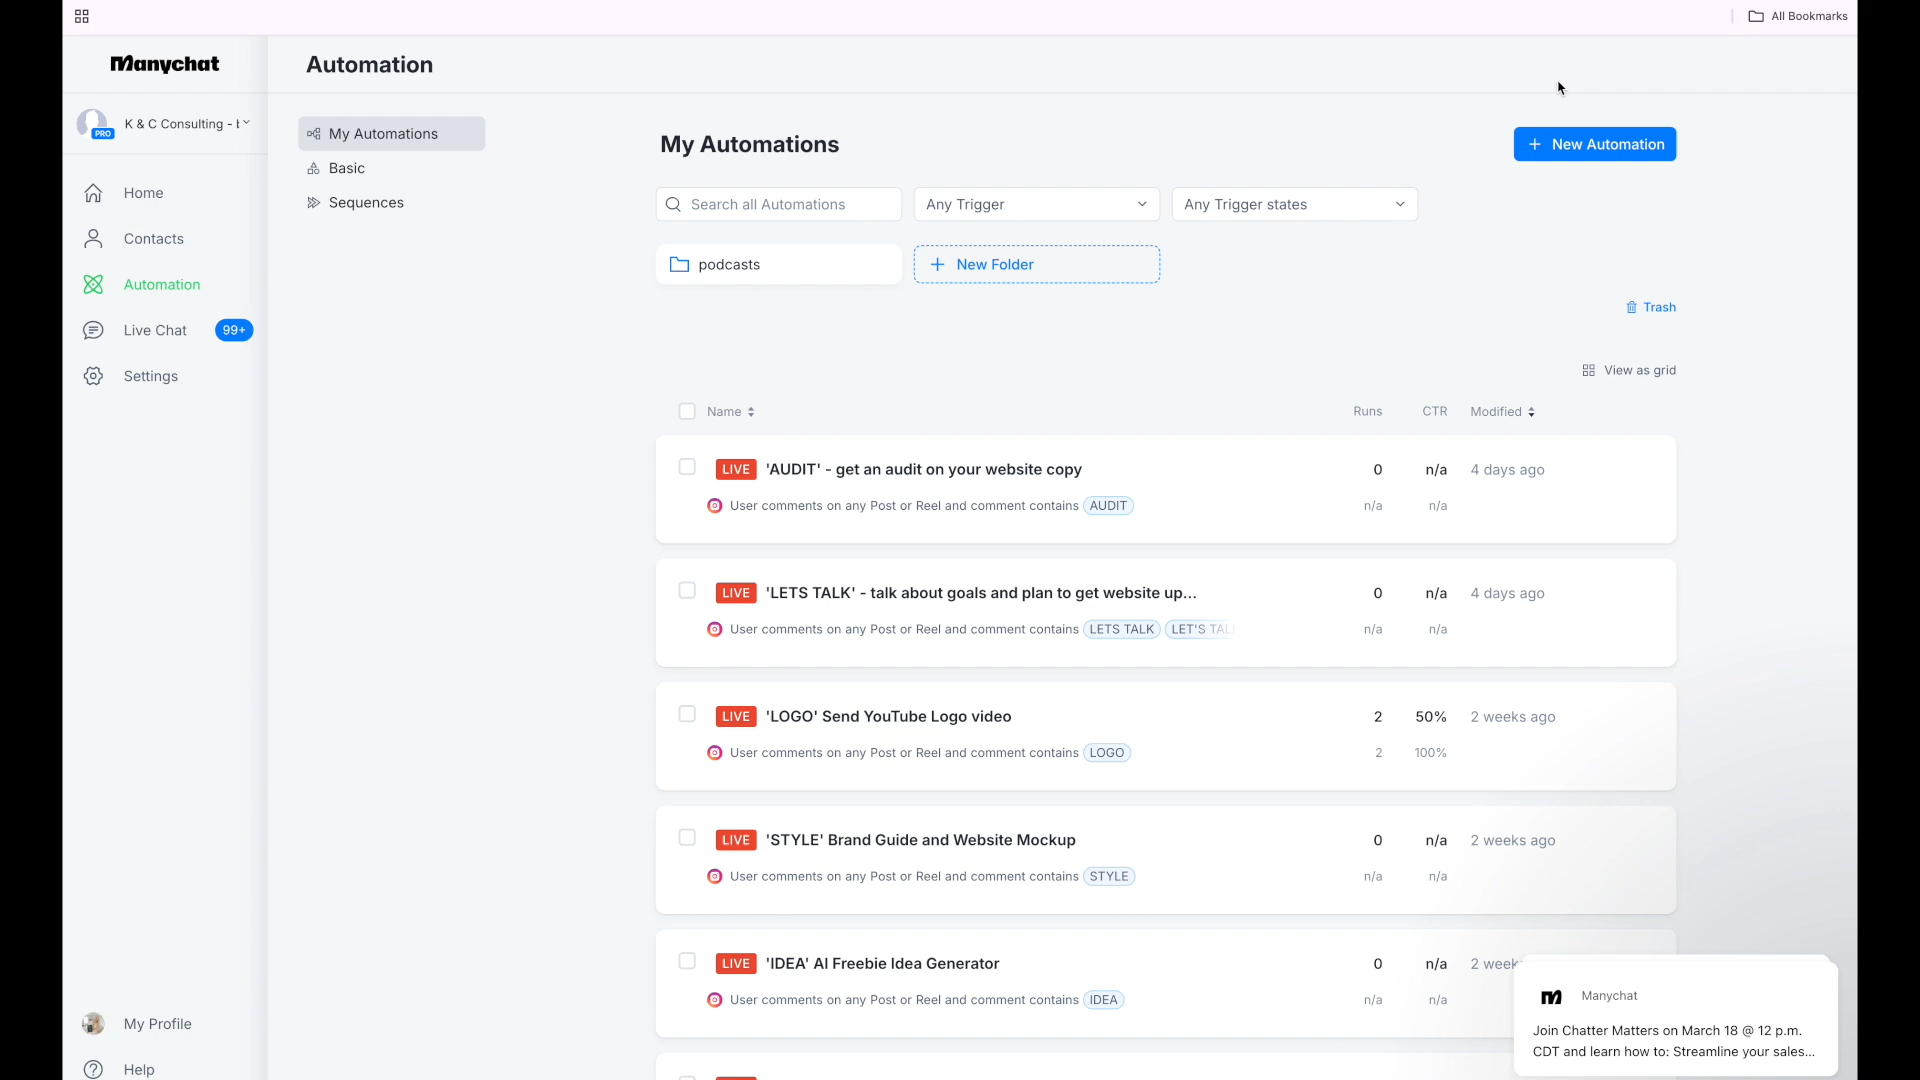 All Bookmarks
Manychat
Automation
PRO
K & C Consulting -
Home
Contacts
Automation
Live Chat
99+
Settings
My Profile
Help
My Automations
Basic
Sequences
My Automations
New Automation
Search all Automations
Any Trigger
Any Trigger states
podcasts
New Folder
Trash
View as grid
Name Runs CTR Modified
LIVE 'AUDIT' - get an audit on your website copy 0 n/a 4 days ago
User comments on any Post or Reel and comment contains AUDIT n/a n/a
LIVE 'LETS TALK' - talk about goals and plan to get website up... 0 n/a 4 days ago
User comments on any Post or Reel and comment contains LETS TALK LET'S n/a n/a
LIVE 'LOGO' Send YouTube Logo video 2 50% 2 weeks ago
User comments on any Post or Reel and comment contains LOGO 2 100%
LIVE 'STYLE' Brand Guide and Website Mockup 0 n/a 2 weeks ago
User comments on any Post or Reel and comment contains STYLE n/a n/a
LIVE 'IDEA' AI Freebie Idea Generator 0 n/a 2
User comments on any Post or Reel and comment contains IDEA n/a n/a
Manychat
Join Chatter Matters on March 18 @ 12 p.m.
CDT and learn how to: Streamline your sales...